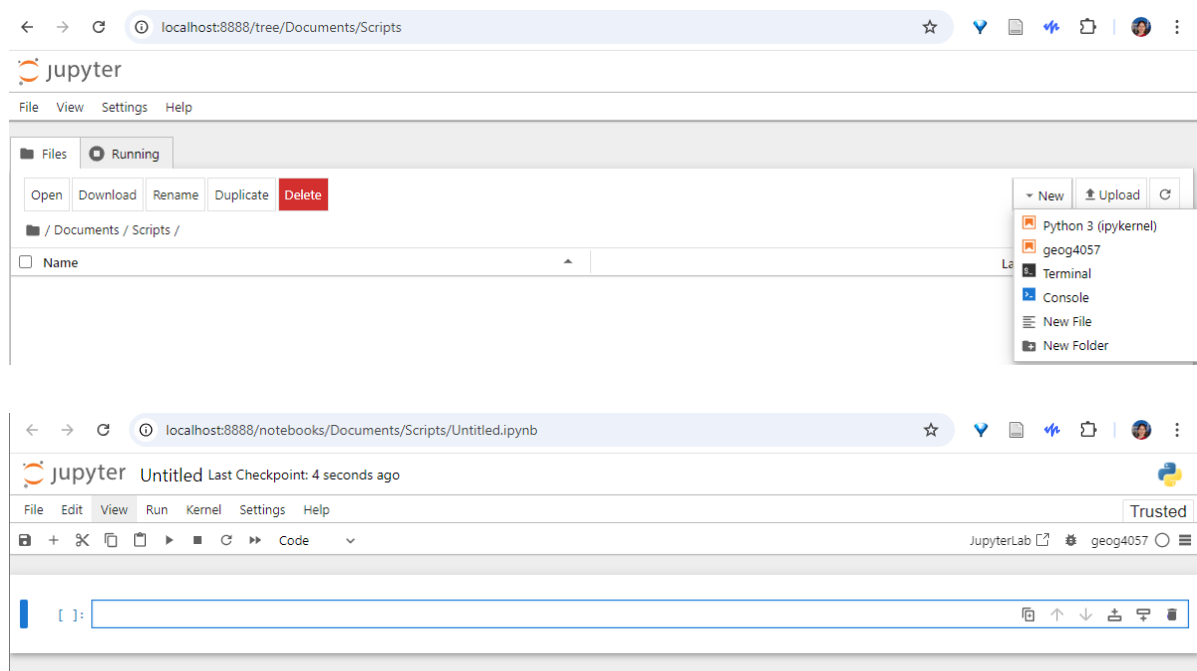 localhost:8888/tree/Documents/Scripts
jupyter
File View Settings Help
Files Running
Open Download Rename Duplicate Delete New Upload
/ Documents / Scripts /
Name
Python 3 (ipykernel)
geog4057
Terminal
Console
New File
New Folder
localhost:8888/notebooks/Documents/Scripts/Untitled.ipynb
jupyter Untitled Last Checkpoint: 4 seconds ago
File Edit View Run Kernel Settings Help Trusted
Code JupyterLab geog4057
[ ]: